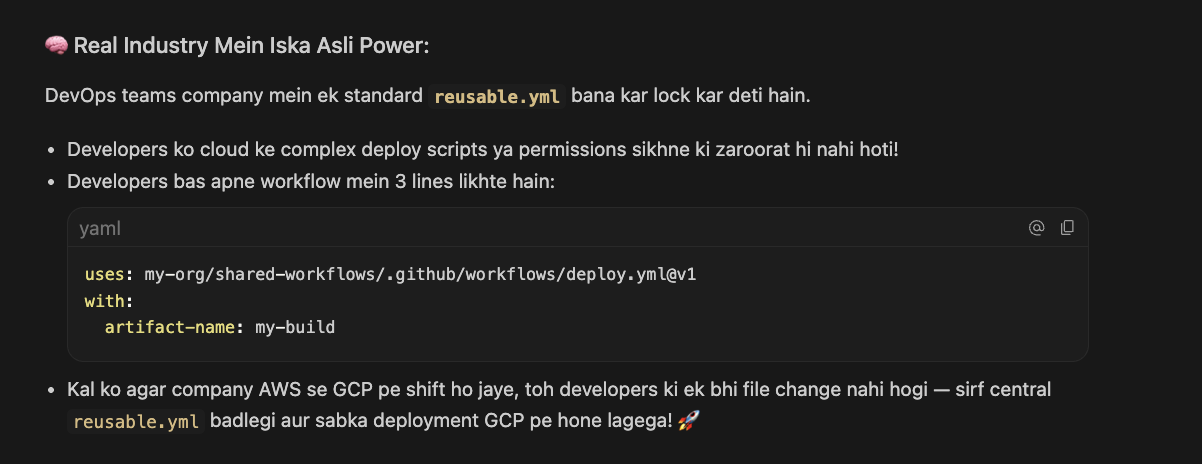 🧠 Real Industry Mein Iska Asli Power:
DevOps teams company mein ek standard reusable.yml bana kar lock kar deti hain.
• Developers ko cloud ke complex deploy scripts ya permissions sikhne ki zaroorat hi nahi hoti!
• Developers bas apne workflow mein 3 lines likhte hain:
yaml
uses: my-org/shared-workflows/.github/workflows/deploy.yml@v1
with:
  artifact-name: my-build
• Kal ko agar company AWS se GCP pe shift ho jaye, toh developers ki ek bhi file change nahi hogi — sirf central
reusable.yml badlegi aur sabka deployment GCP pe hone lagega! 🚀